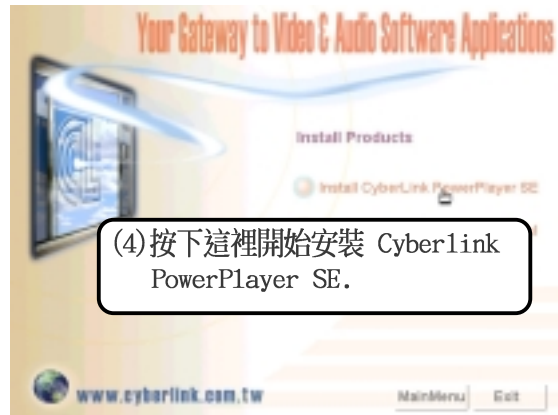 Your Gateway to Video & Audio Software Applications
Install Products
Install CyberLink PowerPlayer SE
(4)按下這裡開始安裝 Cyberlink
PowerPlayer SE.
www.cyberlink.com.tw
MainMenu Exit